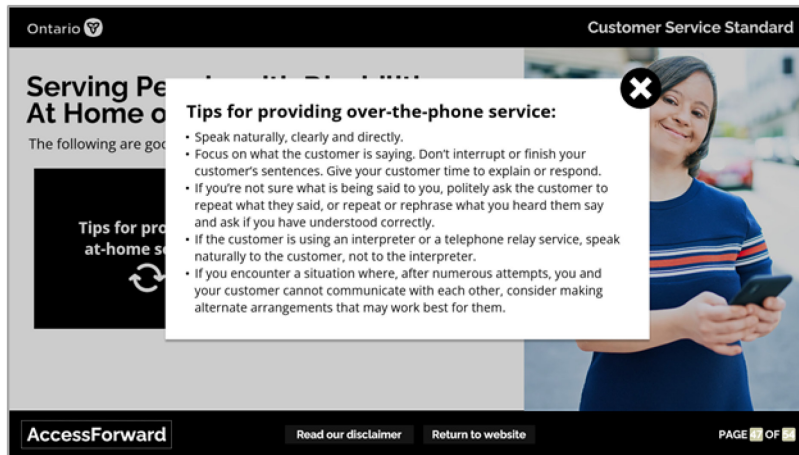 Ontario
Customer Service Standard
Serving Pe
At Home o
The following are goo
Tips for pro
at-home se
Tips for providing over-the-phone service:
• Speak naturally, clearly and directly.
• Focus on what the customer is saying. Don't interrupt or finish your
customer's sentences. Give your customer time to explain or respond.
• If you're not sure what is being said to you, politely ask the customer to
repeat what they said, or repeat or rephrase what you heard them say
and ask if you have understood correctly.
• If the customer is using an interpreter or a telephone relay service, speak
naturally to the customer, not to the interpreter.
• If you encounter a situation where, after numerous attempts, you and
your customer cannot communicate with each other, consider making
alternate arrangements that may work best for them.
AccessForward
Read our disclaimer
Return to website
PAGE 47 OF 54